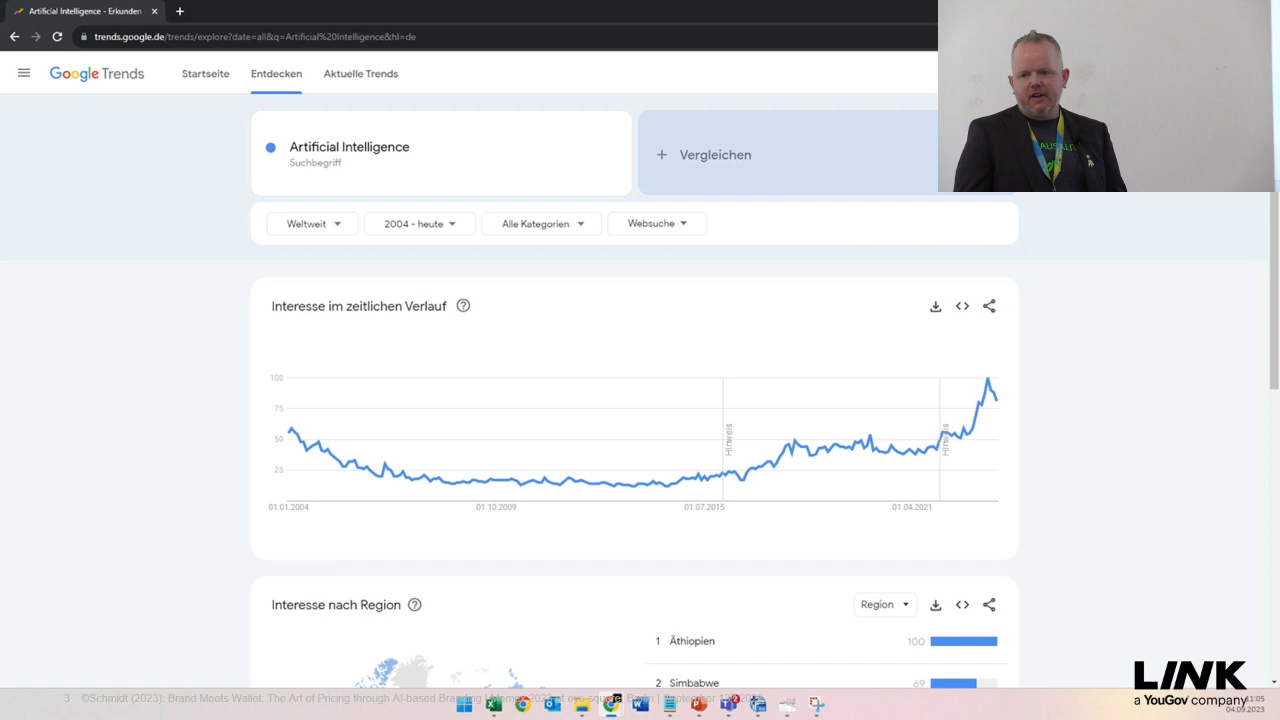 Artificial Intelligence - Erkunden
trends.google.de/trends/explore?date=all&q=Artificial%20Intelligence&hl=de
Google Trends
Startseite
Entdecken
Aktuelle Trends
Artificial Intelligence
Suchbegriff
+ Vergleichen
Weltweit
2004 - heute
Alle Kategorien
Websuche
Interesse im zeitlichen Verlauf
100
75
50
25
Hinweis
Hinweis
01.01.2004
01.10.2009
01.07.2015
01.04.2021
Interesse nach Region
Region
1 Äthiopien 100
2 Simbabwe 69
LINK
a YouGov company
3 ©Schmidt (2023): Brand Meets Wallet: The Art of Pricing through AI-based
11:05
04.09.2023